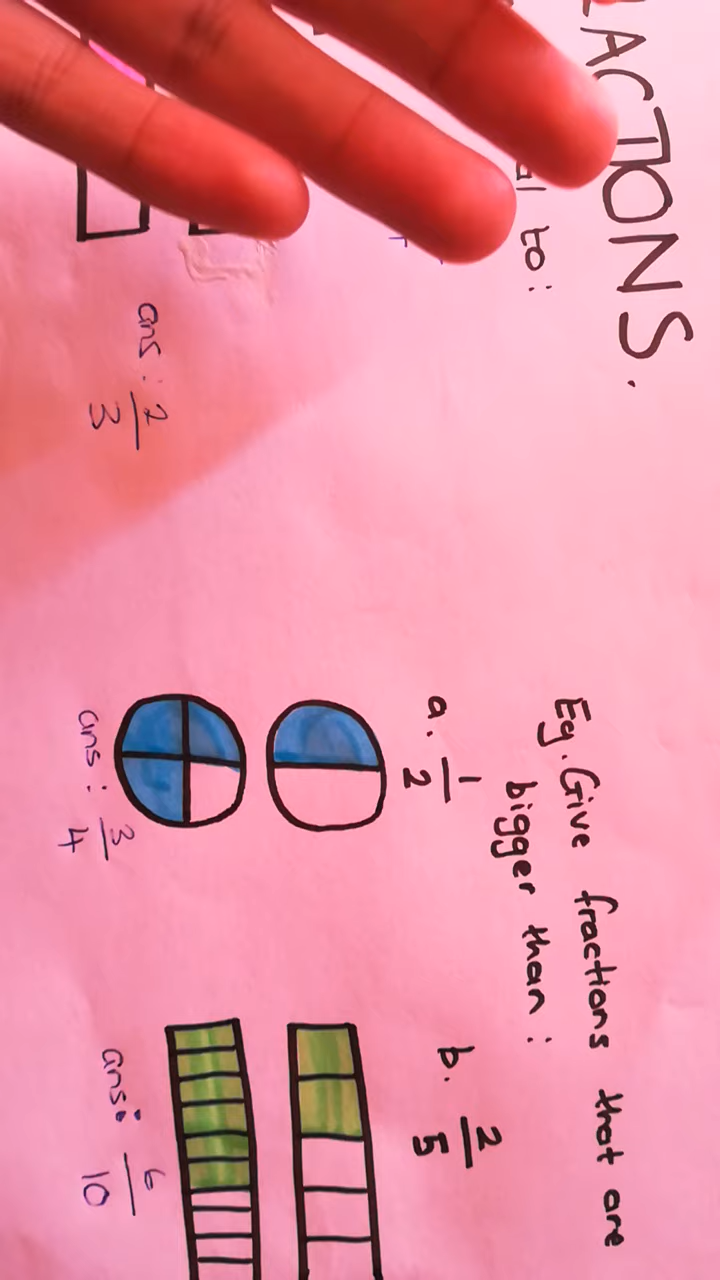 ACTIONS.
to:
ans: 2/3
Eg. Give fractions that are
bigger than:
a. 1/2
b. 2/5
ans: 3/4
ans: 6/10